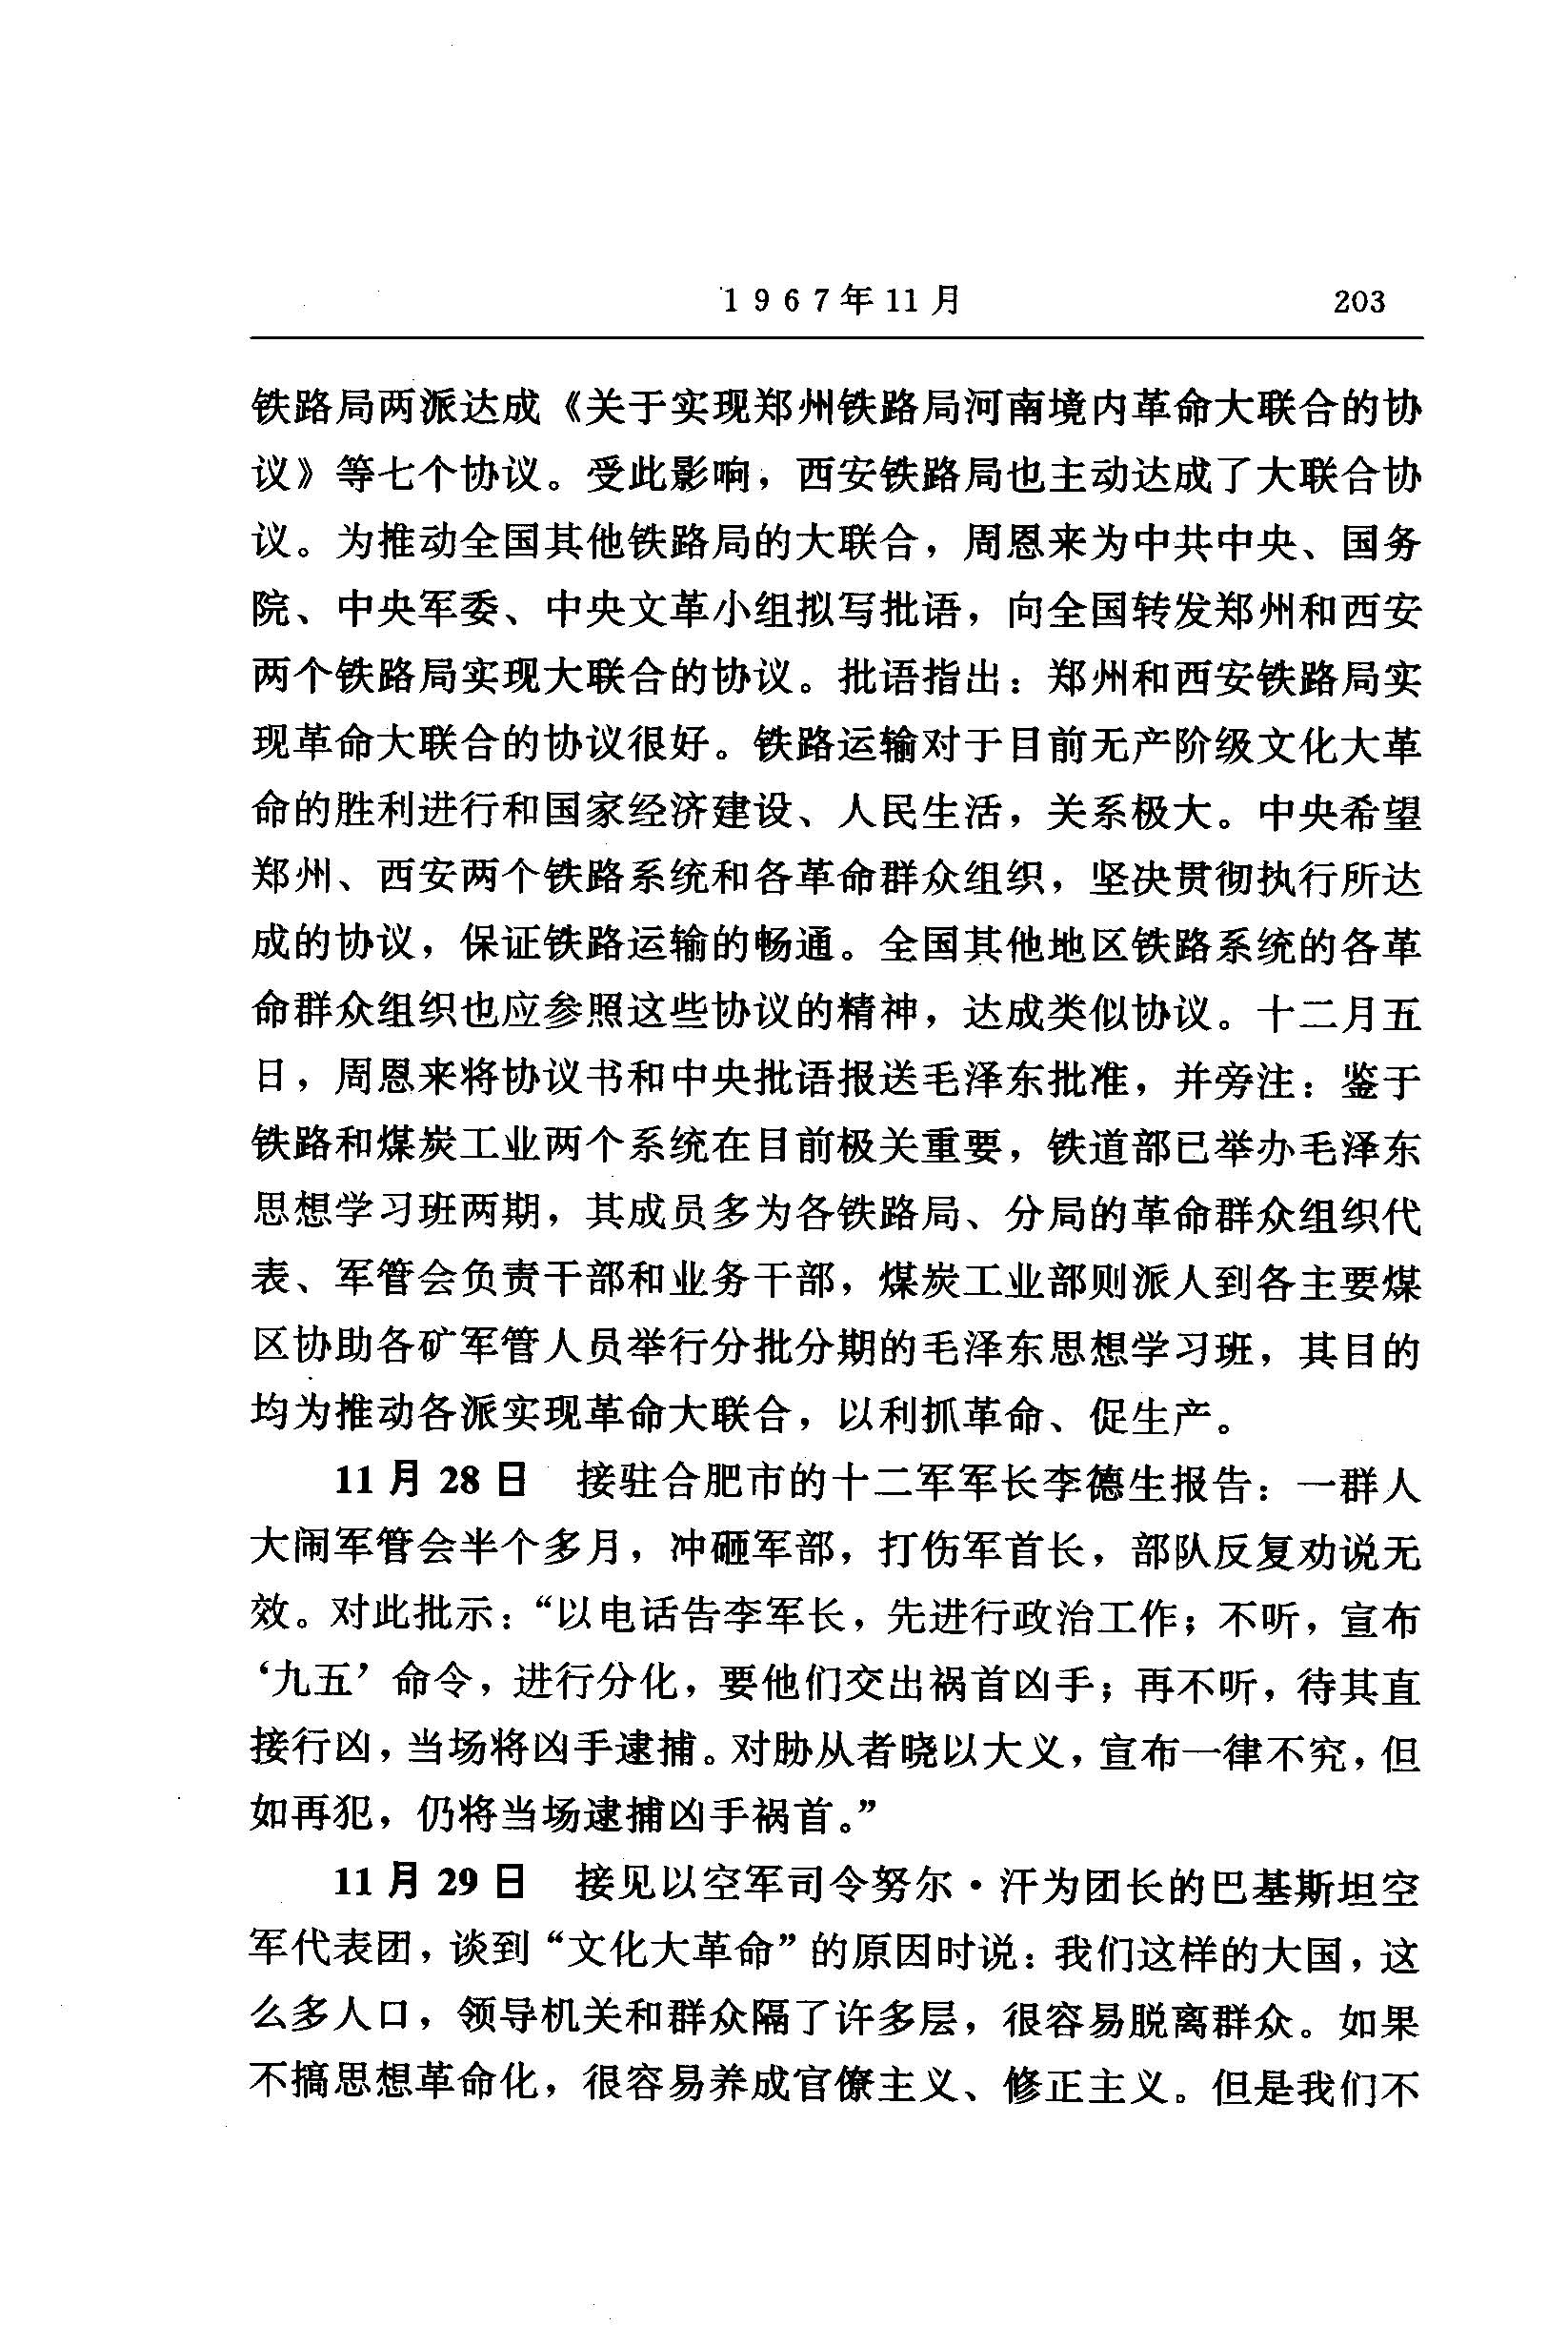 1967年11月 203
铁路局两派达成《关于实现郑州铁路局河南境内革命大联合的协
议》等七个协议。受此影响，西安铁路局也主动达成了大联合协
议。为推动全国其他铁路局的大联合，周恩来为中共中央、国务
院、中央军委、中央文革小组拟写批语，向全国转发郑州和西安
两个铁路局实现大联合的协议。批语指出：郑州和西安铁路局实
现革命大联合的协议很好。铁路运输对于目前无产阶级文化大革
命的胜利进行和国家经济建设、人民生活，关系极大。中央希望
郑州、西安两个铁路系统和各革命群众组织，坚决贯彻执行所达
成的协议，保证铁路运输的畅通。全国其他地区铁路系统的各革
命群众组织也应参照这些协议的精神，达成类似协议。十二月五
日，周恩来将协议书和中央批语报送毛泽东批准，并旁注：鉴于
铁路和煤炭工业两个系统在目前极关重要，铁道部已举办毛泽东
思想学习班两期，其成员多为各铁路局、分局的革命群众组织代
表、军管会负责干部和业务干部，煤炭工业部则派人到各主要煤
区协助各矿军管人员举行分批分期的毛泽东思想学习班，其目的
均为推动各派实现革命大联合，以利抓革命、促生产。
11月28日 接驻合肥市的十二军军长李德生报告：一群人
大闹军管会半个多月，冲砸军部，打伤军首长，部队反复劝说无
效。对此批示：“以电话告李军长，先进行政治工作；不听，宣布
‘九五’命令，进行分化，要他们交出祸首凶手；再不听，待其直
接行凶，当场将凶手逮捕。对胁从者晓以大义，宣布一律不究，但
如再犯，仍将当场逮捕凶手祸首。”
11月29日 接见以空军司令努尔·汗为团长的巴基斯坦空
军代表团，谈到“文化大革命”的原因时说：我们这样的大国，这
么多人口，领导机关和群众隔了许多层，很容易脱离群众。如果
不搞思想革命化，很容易养成官僚主义、修正主义。但是我们不